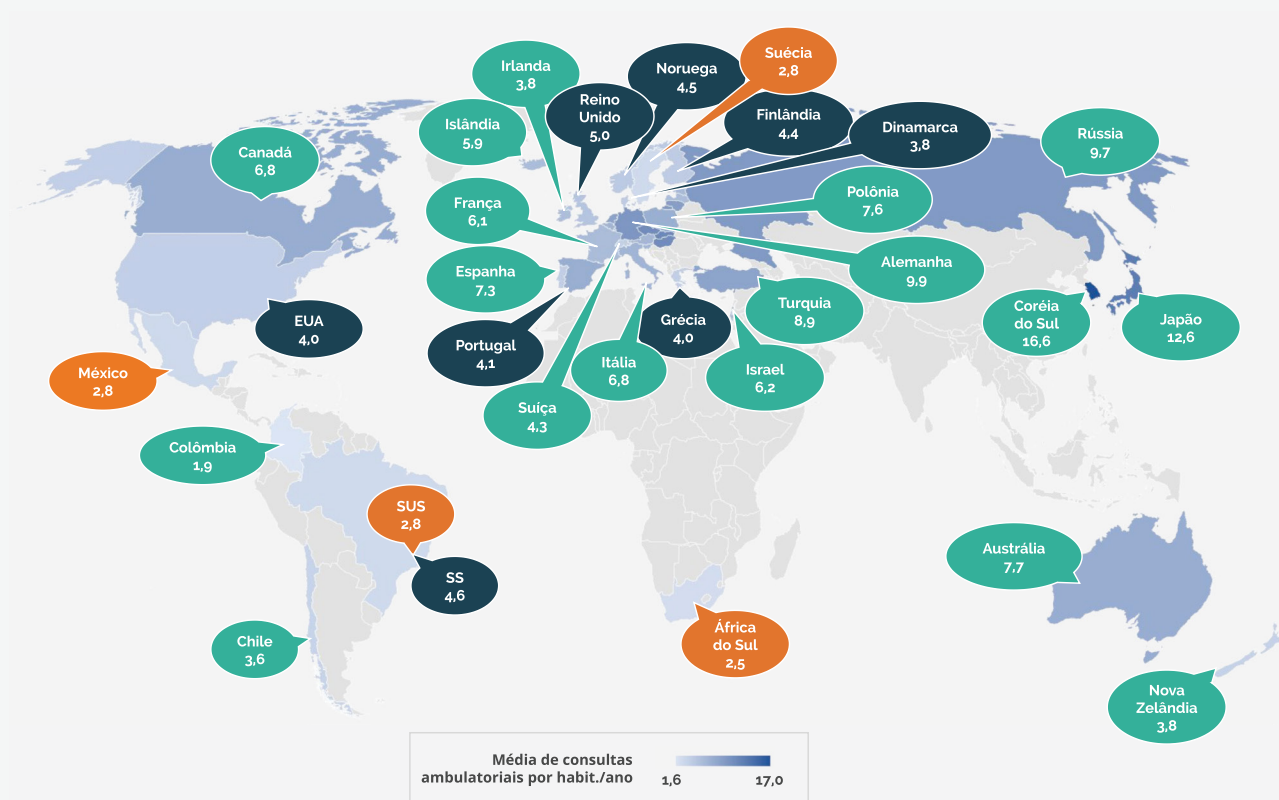 Irlanda
3,8
Noruega
4,5
Suécia
2,8
Reino
Unido
5,0
Islândia
5,9
Finlândia
4,4
Dinamarca
3,8
Rússia
9,7
Canadá
6,8
França
6,1
Polônia
7,6
Espanha
7,3
Alemanha
9,9
EUA
4,0
Portugal
4,1
Grécia
4,0
Turquia
8,9
Coréia
do Sul
16,6
Japão
12,6
México
2,8
Itália
6,8
Israel
6,2
Suíça
4,3
Colômbia
1,9
SUS
2,8
SS
4,6
Austrália
7,7
Chile
3,6
África
do Sul
2,5
Nova
Zelândia
3,8
Média de consultas
ambulatoriais por habit./ano
1,6
17,0